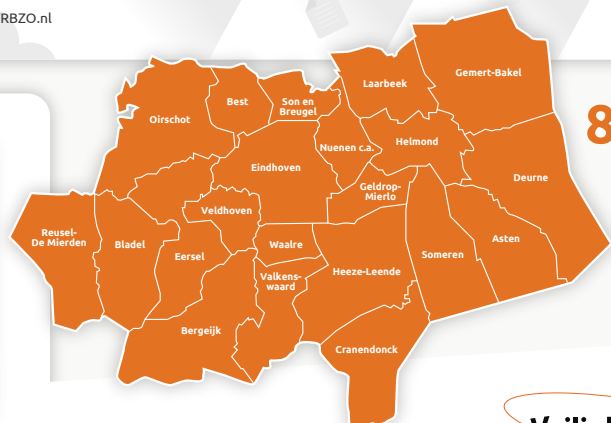 RBZO.nl
Gemert-Bakel
Laarbeek
Best
Son en
Breugel
Oirschot
8
Helmond
Nuenen c.a.
Eindhoven
Deurne
Geldrop-
Mierlo
Veldhoven
Reusel-
De Mierden
Bladel
Waalre
Asten
Eersel
Someren
Heeze-Leende
Valkens-
waard
Bergeijk
Cranendonck